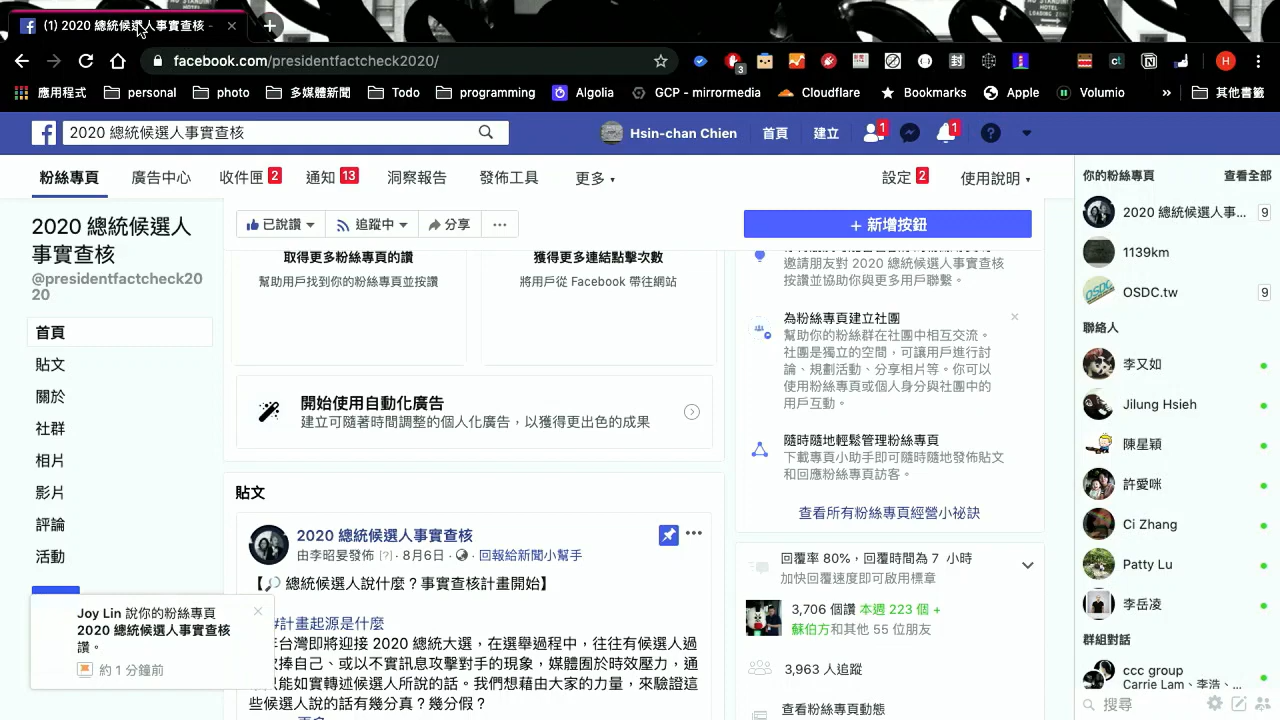 (1) 2020 總統候選人事實查核 -
facebook.com/presidentfactcheck2020/
3
H
應用程式
personal
photo
多媒體新聞
Todo
programming
Algolia
GCP - mirrormedia
Cloudflare
Bookmarks
Apple
Volumio
»
其他書籤
2020 總統候選人事實查核
Hsin-chan Chien
首頁
建立
1
1
粉絲專頁
廣告中心
收件匣 2
通知 13
洞察報告
發佈工具
更多
設定 2
使用說明
2020 總統候選人
事實查核
@presidentfactcheck20
20
首頁
貼文
關於
社群
相片
影片
評論
活動
已說讚
追蹤中
分享
+ 新增按鈕
取得更多粉絲專頁的讚
幫助用戶找到你的粉絲專頁並按讚
獲得更多連結點擊次數
將用戶從 Facebook 帶往網站
開始使用自動化廣告
建立可隨著時間調整的個人化廣告，以獲得更出色的成果
貼文
2020 總統候選人事實查核
由李昭妟發佈 [?] · 8月6日 · 回報給新聞小幫手
【🔎 總統候選人說什麼？事實查核計畫開始】
#計畫起源是什麼
年台灣即將迎接 2020 總統大選，在選舉過程中，往往有候選人過
吹捧自己、或以不實訊息攻擊對手的現象，媒體囿於時效壓力，通
只能如實轉述候選人所說的話。我們想藉由大家的力量，來驗證這
些候選人說的話有幾分真？幾分假？
Joy Lin 說你的粉絲專頁
2020 總統候選人事實查核
讚。
約 1 分鐘前
邀請朋友對 2020 總統候選人事實查核
按讚並協助你與更多用戶聯繫。
為粉絲專頁建立社團
幫助你的粉絲群在社團中相互交流。
社團是獨立的空間，可讓用戶進行討
論、規劃活動、分享相片等。你可以
使用粉絲專頁或個人身分與社團中的
用戶互動。
隨時隨地輕鬆管理粉絲專頁
下載專頁小助手即可隨時隨地發佈貼文
和回應粉絲專頁訪客。
查看所有粉絲專頁經營小祕訣
回覆率 80%，回覆時間為 7 小時
加快回覆速度即可啟用標章
3,706 個讚 本週 223 個 +
蘇伯方和其他 55 位朋友
3,963 人追蹤
查看粉絲專頁動態
你的粉絲專頁
查看全部
2020 總統候選人事... 9
1139km
OSDC.tw 9
聯絡人
李又如
Jilung Hsieh
陳星穎
許愛咪
Ci Zhang
Patty Lu
李岳凌
群組對話
ccc group
Carrie Lam、李浩、...
搜尋